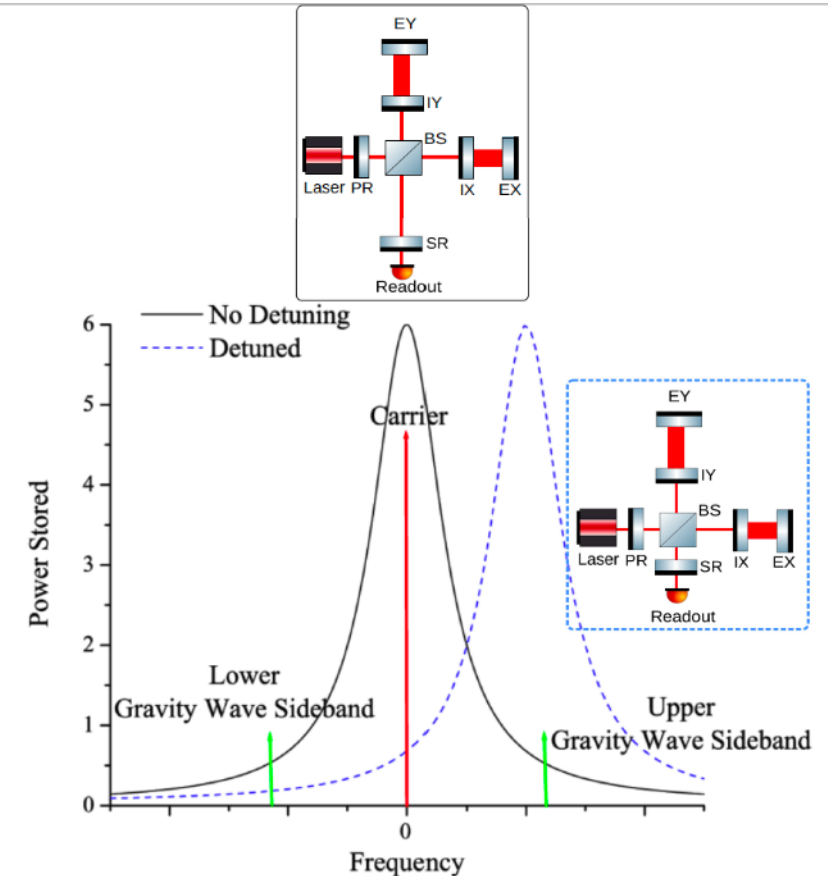 EY
IY
BS
Laser PR
IX EX
SR
Readout
No Detuning
Detuned
6
5
4
3
2
1
0
Power Stored
Carrier
Lower
Gravity Wave Sideband
Upper
Gravity Wave Sideband
0
Frequency
EY
IY
BS
Laser PR
SR IX EX
Readout